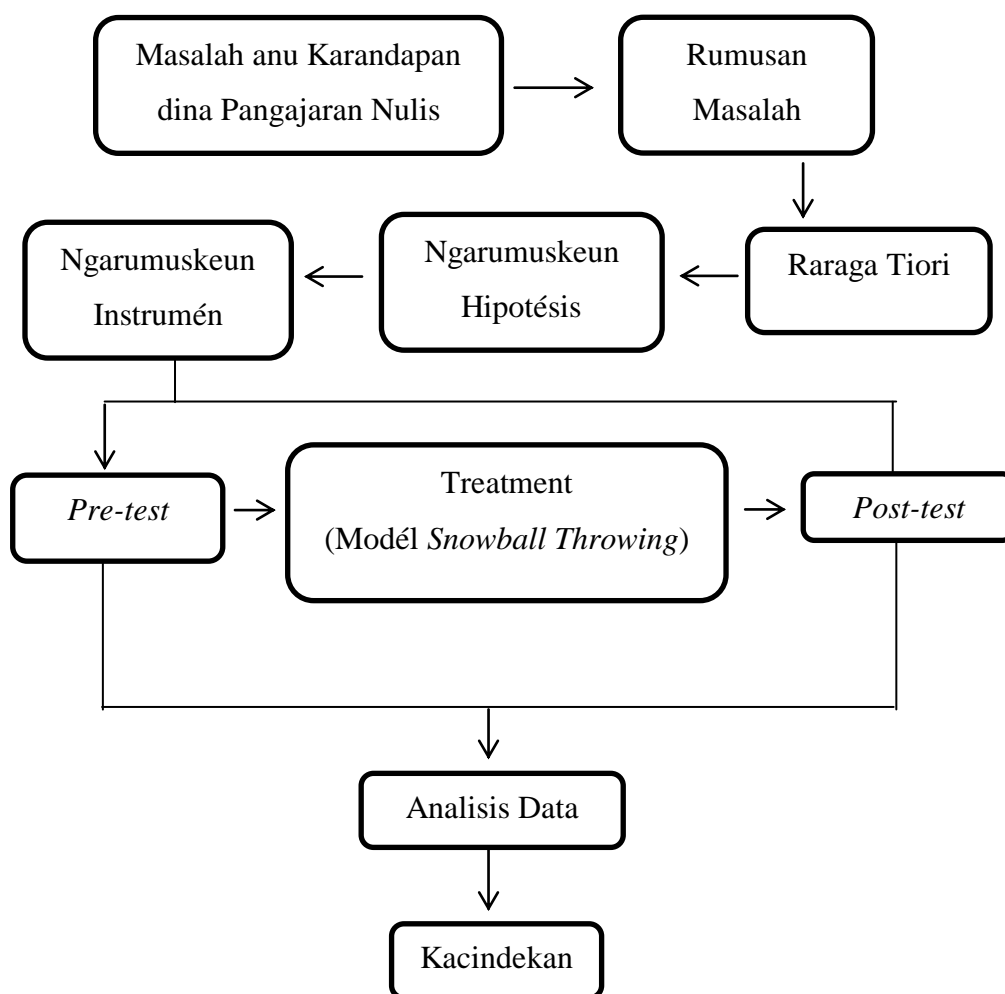 Masalah anu Karandapan
dina Pangajaran Nulis
Rumusan
Masalah
Raraga Tiori
Ngarumuskeun
Hipotésis
Ngarumuskeun
Instrumén
Pre-test
Treatment
(Modél Snowball Throwing)
Post-test
Analisis Data
Kacindekan